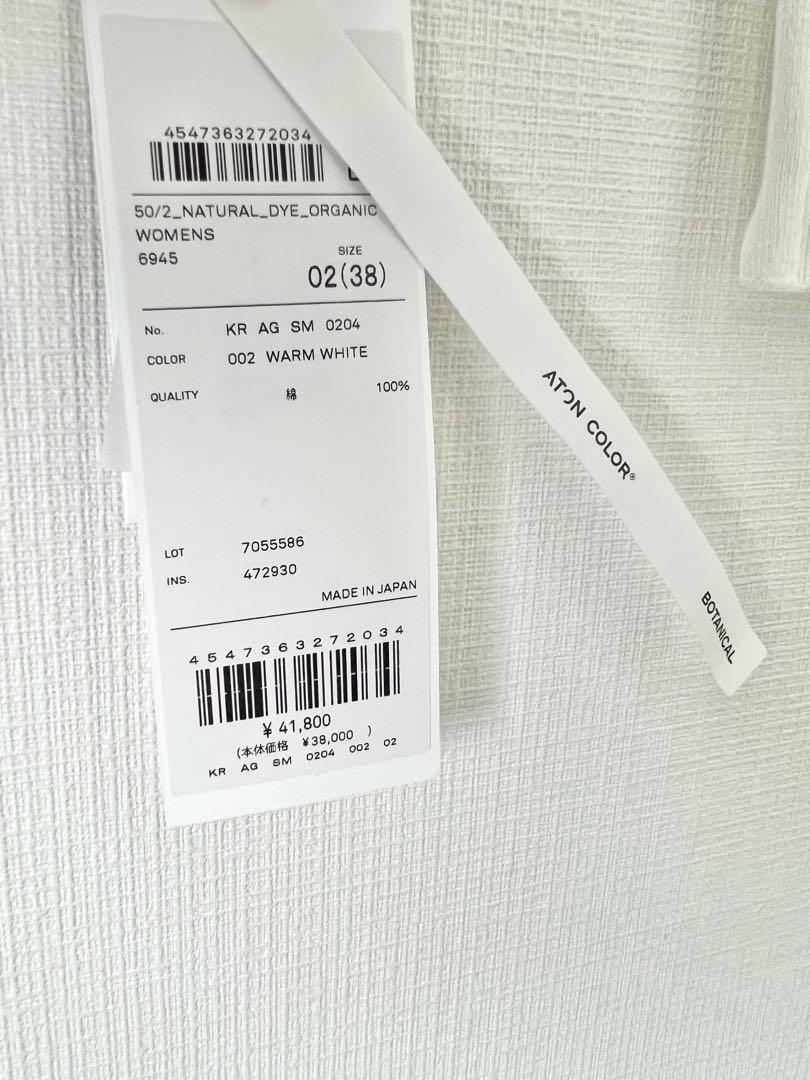 4547363272034
50/2_NATURAL_DYE_ORGANIC
WOMENS
6945
SIZE
02(38)
No. KR AG SM 0204
COLOR 002 WARM WHITE
QUALITY 綿 100%
LOT 7055586
INS. 472930
MADE IN JAPAN
4547363272034
¥ 41,800
(本体価格 ¥38,000 )
KR AG SM 0204 002 02
ATON COLOR®
BOTANICAL